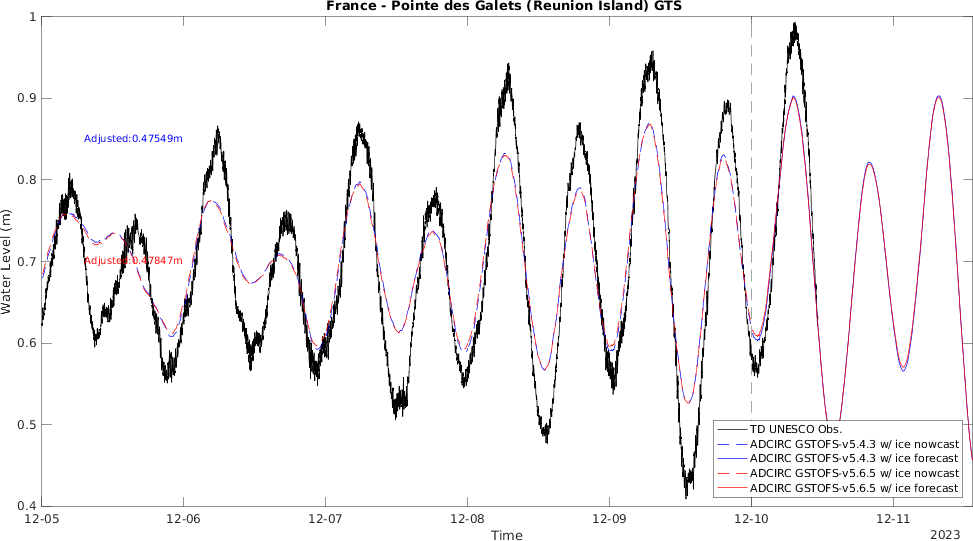 France - Pointe des Galets (Reunion Island) GTS
1
0.9
0.8
0.7
0.6
0.5
0.4
Water Level (m)
Adjusted:0.47549m
Adjusted:0.47847m
TD UNESCO Obs.
ADCIRC GSTOFS-v5.4.3 w/ ice nowcast
ADCIRC GSTOFS-v5.4.3 w/ ice forecast
ADCIRC GSTOFS-v5.6.5 w/ ice nowcast
ADCIRC GSTOFS-v5.6.5 w/ ice forecast
12-05 12-06 12-07 12-08 12-09 12-10 12-11
Time
2023